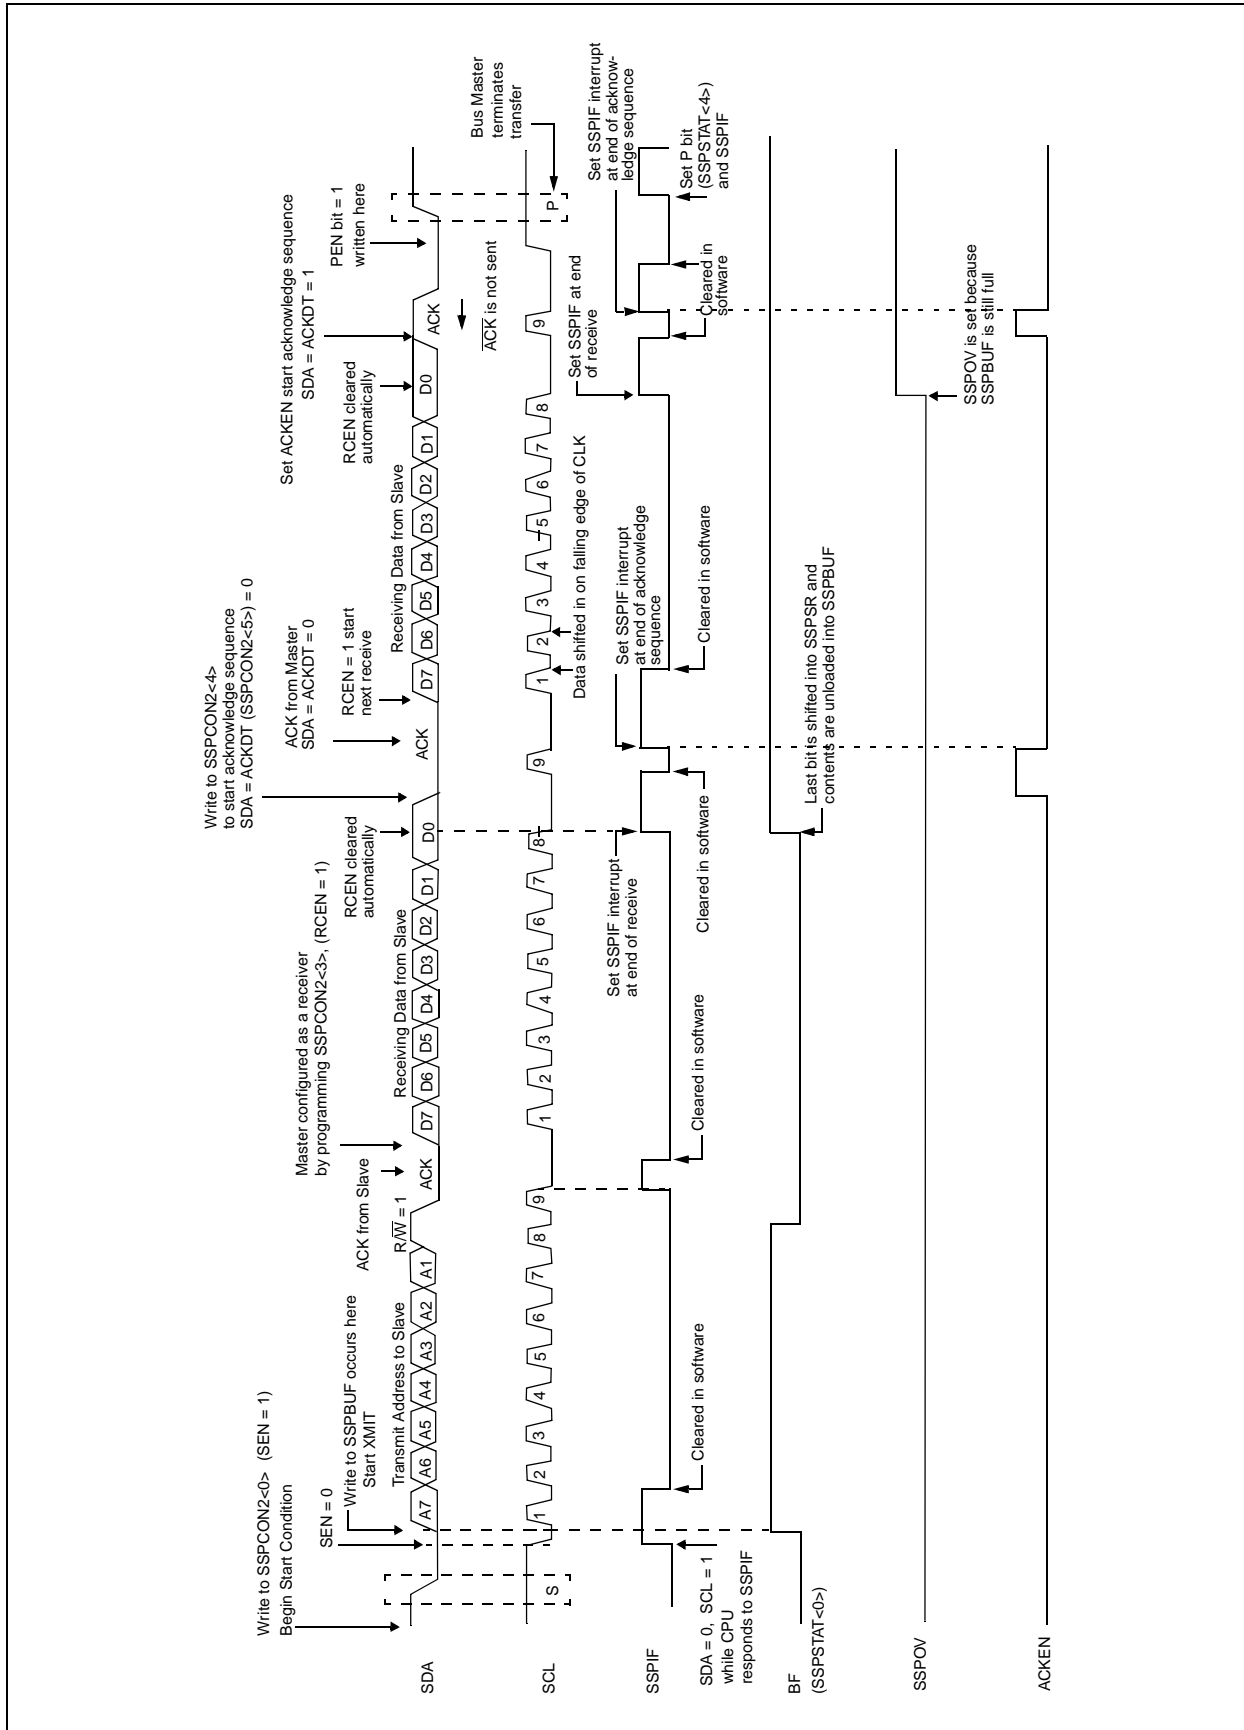 Write to SSPCON2<0> (SEN = 1)
Begin Start Condition
SEN = 0
Write to SSPBUF occurs here
Start XMIT
Master configured as a receiver
by programming SSPCON2<3>, (RCEN = 1)
ACK from Slave
Write to SSPCON2<4>
to start acknowledge sequence
SDA = ACKDT (SSPCON2<5>) = 0
RCEN cleared
automatically
ACK from Master
SDA = ACKDT = 0
RCEN = 1 start
next receive
Set ACKEN start acknowledge sequence
SDA = ACKDT = 1
RCEN cleared
automatically
PEN bit = 1
written here
Transmit Address to Slave
R/W = 1
Receiving Data from Slave
Receiving Data from Slave
SDA
A7 A6 A5 A4 A3 A2 A1 ACK D7 D6 D5 D4 D3 D2 D1 D0 ACK D7 D6 D5 D4 D3 D2 D1 D0 ACK
ACK is not sent
Bus Master
terminates
transfer
SCL
S 1 2 3 4 5 6 7 8 9 1 2 3 4 5 6 7 8 9 1 2 3 4 5 6 7 8 9 P
Data shifted in on falling edge of CLK
Set SSPIF interrupt
at end of receive
Set SSPIF interrupt
at end of acknowledge
sequence
Set SSPIF at end
of receive
Set SSPIF interrupt
at end of acknow-
ledge sequence
SSPIF
SDA = 0, SCL = 1
while CPU
responds to SSPIF
Cleared in software
Cleared in software
Cleared in software
Cleared in software
Cleared in
software
Set P bit
(SSPSTAT<4>)
and SSPIF
BF
(SSPSTAT<0>)
Last bit is shifted into SSPSR and
contents are unloaded into SSPBUF
SSPOV
SSPOV is set because
SSPBUF is still full
ACKEN